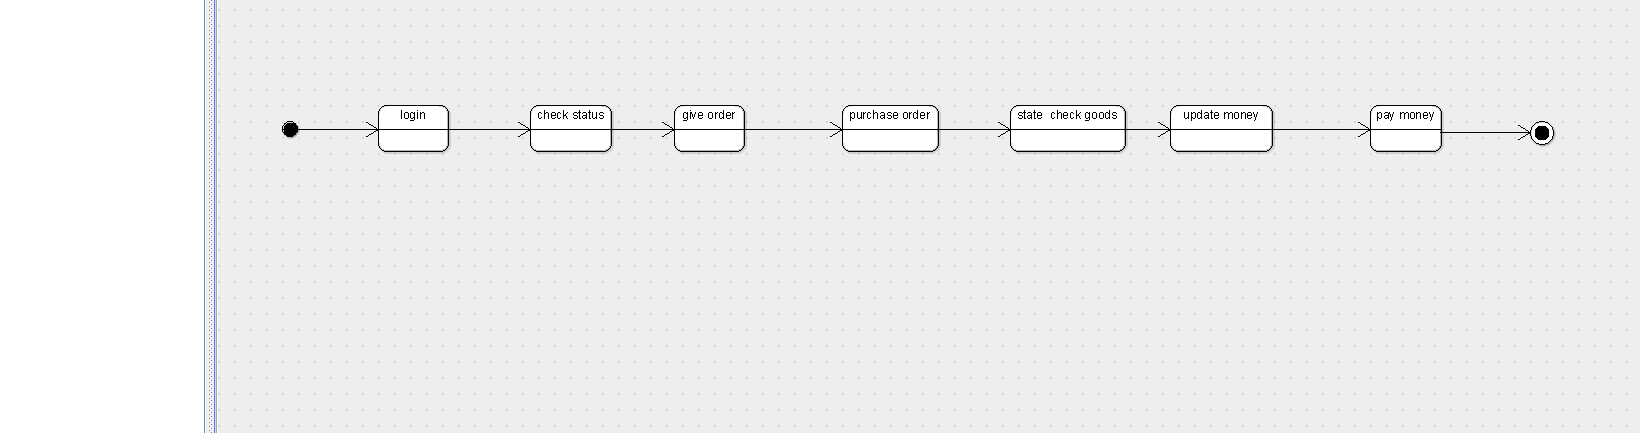 login
check status
give order
purchase order
state  check goods
update money
pay money